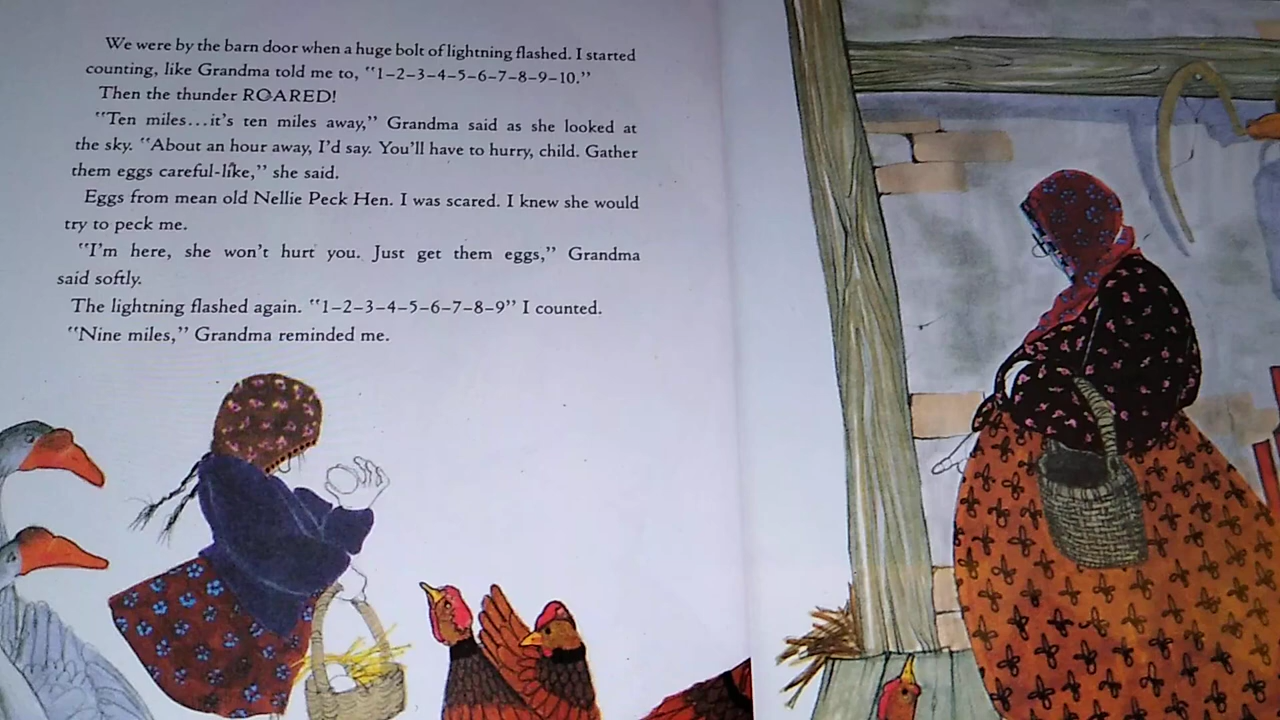 We were by the barn door when a huge bolt of lightning flashed. I started
counting, like Grandma told me to, "1–2–3–4–5–6–7–8–9–10."
Then the thunder ROARED!
"Ten miles...it's ten miles away," Grandma said as she looked at
the sky. "About an hour away, I'd say. You'll have to hurry, child. Gather
them eggs careful-like," she said.
Eggs from mean old Nellie Peck Hen. I was scared. I knew she would
try to peck me.
"I'm here, she won't hurt you. Just get them eggs," Grandma
said softly.
The lightning flashed again. "1–2–3–4–5–6–7–8–9" I counted.
"Nine miles," Grandma reminded me.